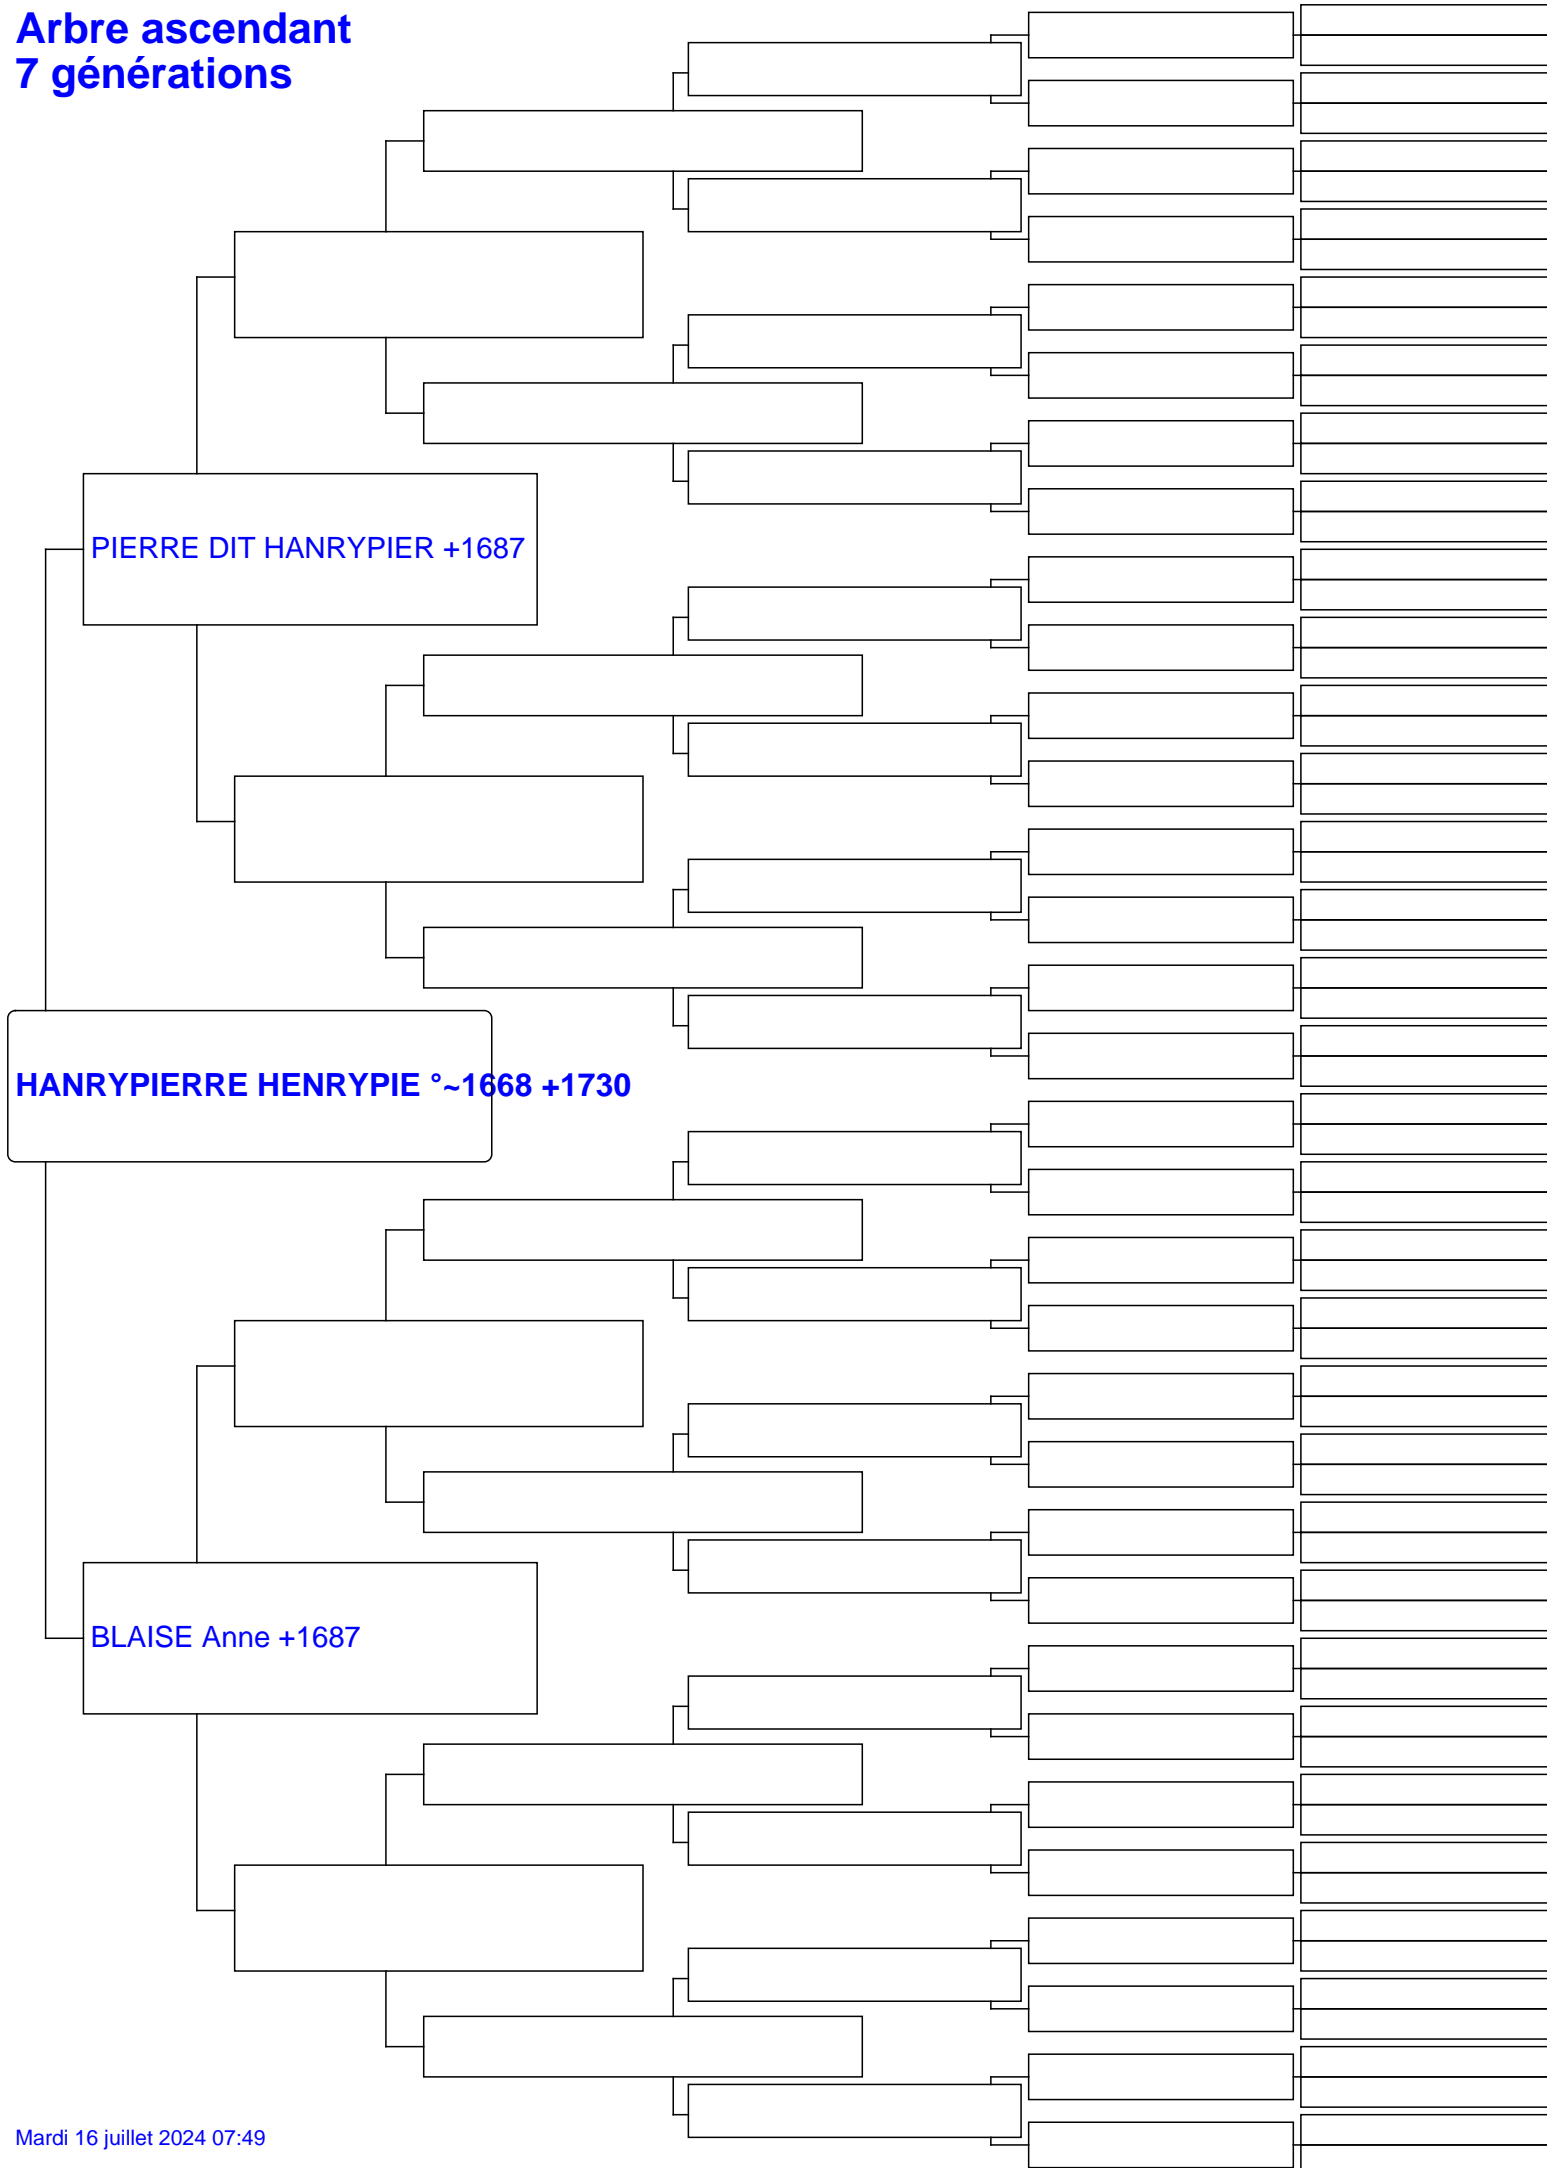 Arbre ascendant
7 générations
PIERRE DIT HANRYPIER +1687
HANRYPIERRE HENRYPIE °~1668 +1730
BLAISE Anne +1687
Mardi 16 juillet 2024 07:49